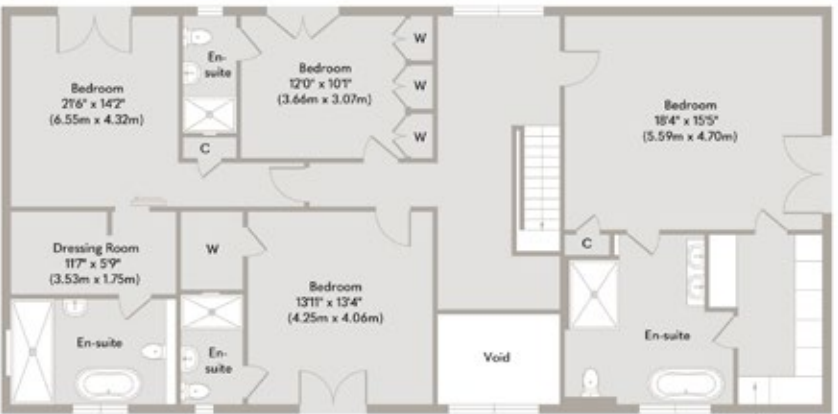 Bedroom
21'6" x 14'2"
(6.55m x 4.32m)
En-
suite
C
Bedroom
12'0" x 10'1"
(3.66m x 3.07m)
W
W
W
Bedroom
18'4" x 15'5"
(5.59m x 4.70m)
Dressing Room
11'7" x 5'9"
(3.53m x 1.75m)
W
Bedroom
13'11" x 13'4"
(4.25m x 4.06m)
C
En-suite
En-
suite
Void
En-suite